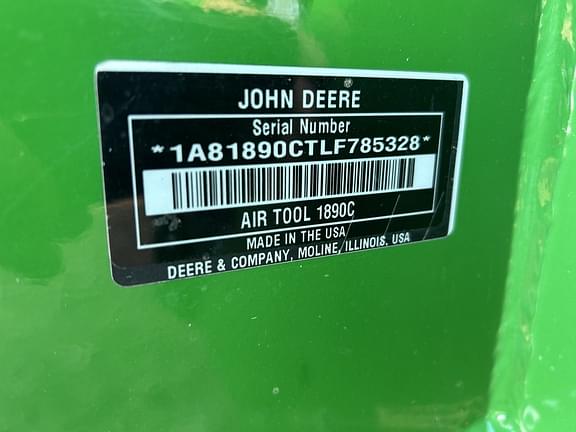 JOHN DEERE
Serial Number
*1A81890CTLF785328*
AIR TOOL 1890C
MADE IN THE USA
DEERE & COMPANY, MOLINE, ILLINOIS, USA